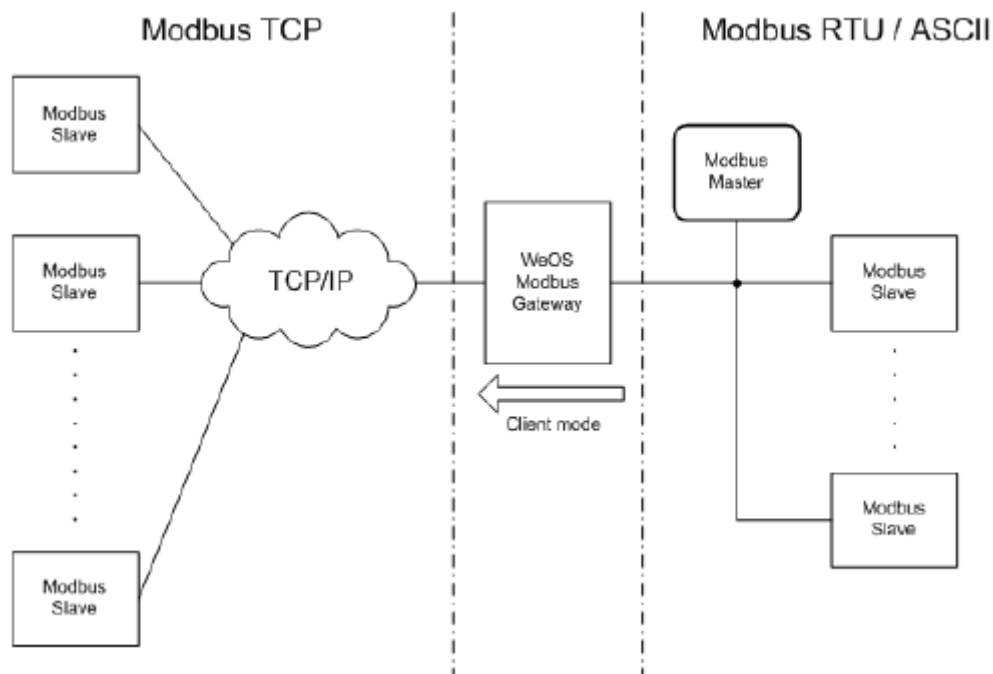 Modbus TCP
Modbus RTU / ASCII
Modbus
Slave
Modbus
Master
Modbus
Slave
TCP/IP
WeOS
Modbus
Gateway
Modbus
Slave
Client mode
Modbus
Slave
Modbus
Slave